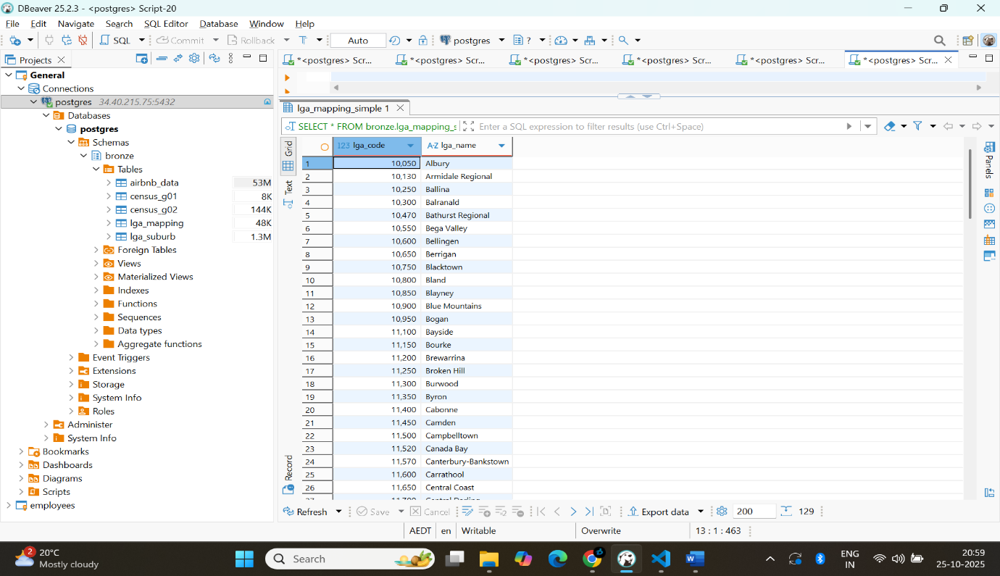 DBeaver 25.2.3 - <postgres> Script-20
File Edit Navigate Search SQL Editor Database Window Help
SQL Commit Rollback T Auto postgres ?
Projects
*<postgres> Scr... *<postgres> Scr... *<postgres> Scr... *<postgres> Scr... *<postgres> Scr... *<postgres> Scr...
General
Connections
postgres 34.40.215.75:5432
Databases
postgres
Schemas
bronze
Tables
airbnb_data 53M
census_g01 8K
census_g02 144K
lga_mapping 48K
lga_suburb 1.3M
Foreign Tables
Views
Materialized Views
Indexes
Functions
Sequences
Data types
Aggregate functions
Event Triggers
Extensions
Storage
System Info
Roles
Administer
System Info
Bookmarks
Dashboards
Diagrams
Scripts
employees
lga_mapping_simple 1
SELECT * FROM bronze.lga_mapping_s Enter a SQL expression to filter results (use Ctrl+Space)
Grid
Text
Record
Panels
123 lga_code A-Z lga_name
1 10,050 Albury
2 10,130 Armidale Regional
3 10,250 Ballina
4 10,300 Balranald
5 10,470 Bathurst Regional
6 10,550 Bega Valley
7 10,600 Bellingen
8 10,650 Berrigan
9 10,750 Blacktown
10 10,800 Bland
11 10,850 Blayney
12 10,900 Blue Mountains
13 10,950 Bogan
14 11,100 Bayside
15 11,150 Bourke
16 11,200 Brewarrina
17 11,250 Broken Hill
18 11,300 Burwood
19 11,350 Byron
20 11,400 Cabonne
21 11,450 Camden
22 11,500 Campbelltown
23 11,520 Canada Bay
24 11,570 Canterbury-Bankstown
25 11,600 Carrathool
26 11,650 Central Coast
27 11,700 Central Darling
Refresh Save Cancel Export data 200 129
AEDT en Writable Overwrite 13 : 1 : 463
2
20°C
Mostly cloudy
Search
ENG
IN
20:59
25-10-2025